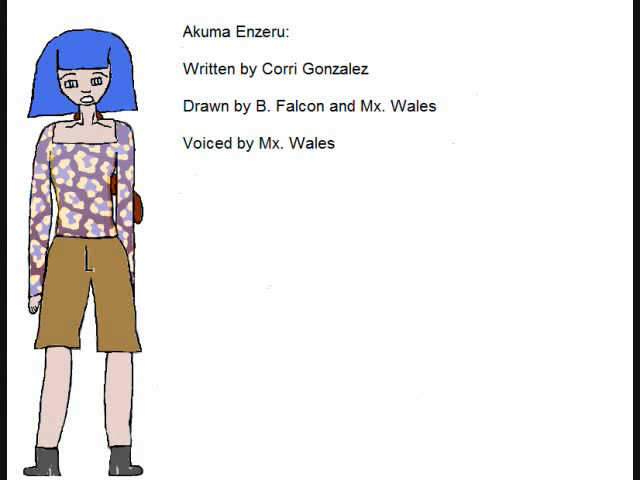 Akuma Enzeru:
Written by Corri Gonzalez
Drawn by B. Falcon and Mx. Wales
Voiced by Mx. Wales